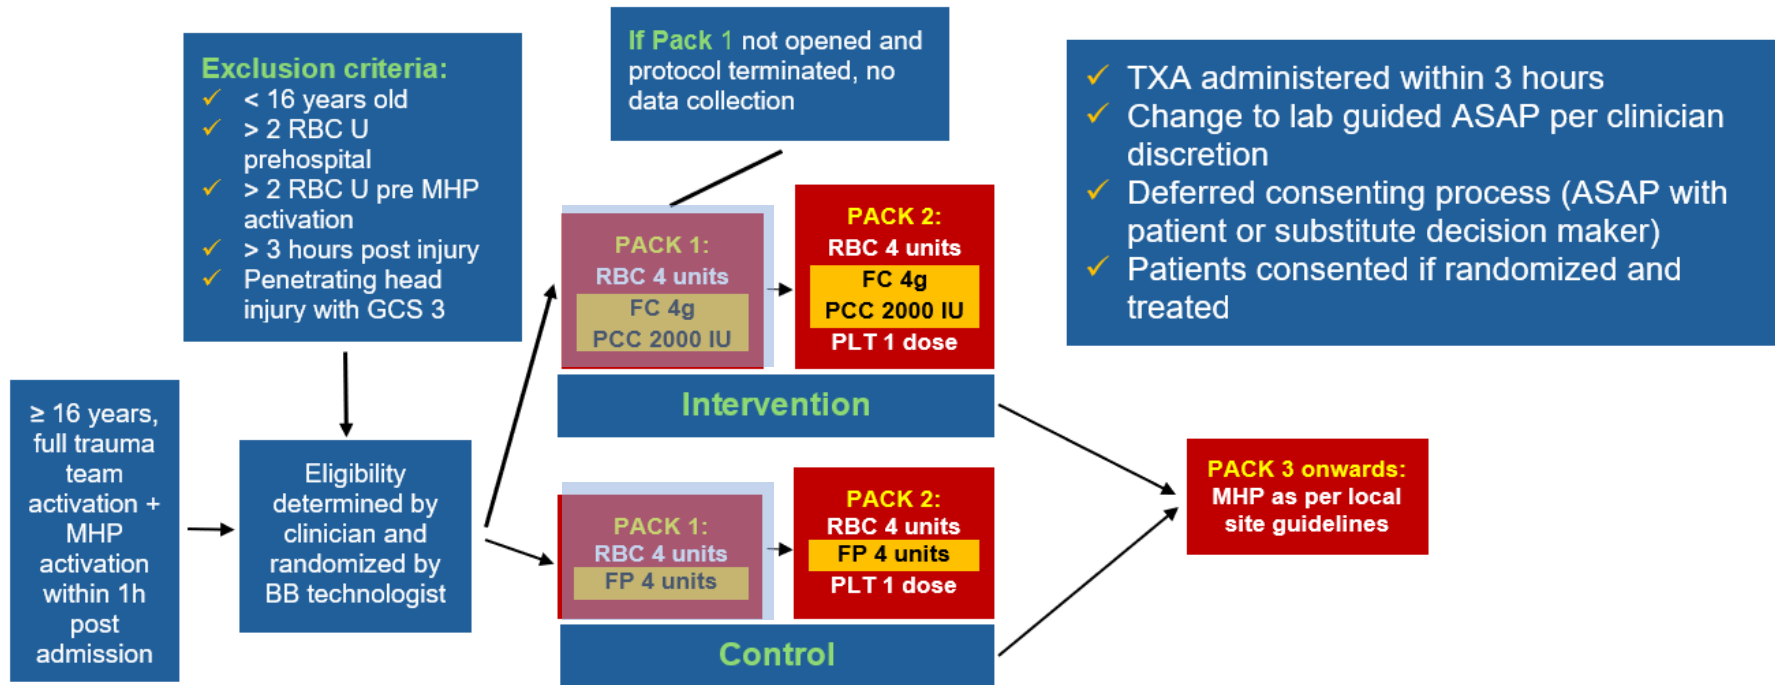 ≥ 16 years,
full trauma
team
activation +
MHP
activation
within 1h
post
admission
Exclusion criteria:
✓ < 16 years old
✓ > 2 RBC U
prehospital
✓ > 2 RBC U pre MHP
activation
✓ > 3 hours post injury
✓ Penetrating head
injury with GCS 3
Eligibility
determined by
clinician and
randomized by
BB technologist
If Pack 1 not opened and
protocol terminated, no
data collection
PACK 1:
RBC 4 units
FC 4g
PCC 2000 IU
PACK 2:
RBC 4 units
FC 4g
PCC 2000 IU
PLT 1 dose
Intervention
PACK 1:
RBC 4 units
FP 4 units
PACK 2:
RBC 4 units
FP 4 units
PLT 1 dose
Control
✓ TXA administered within 3 hours
✓ Change to lab guided ASAP per clinician
discretion
✓ Deferred consenting process (ASAP with
patient or substitute decision maker)
✓ Patients consented if randomized and
treated
PACK 3 onwards:
MHP as per local
site guidelines